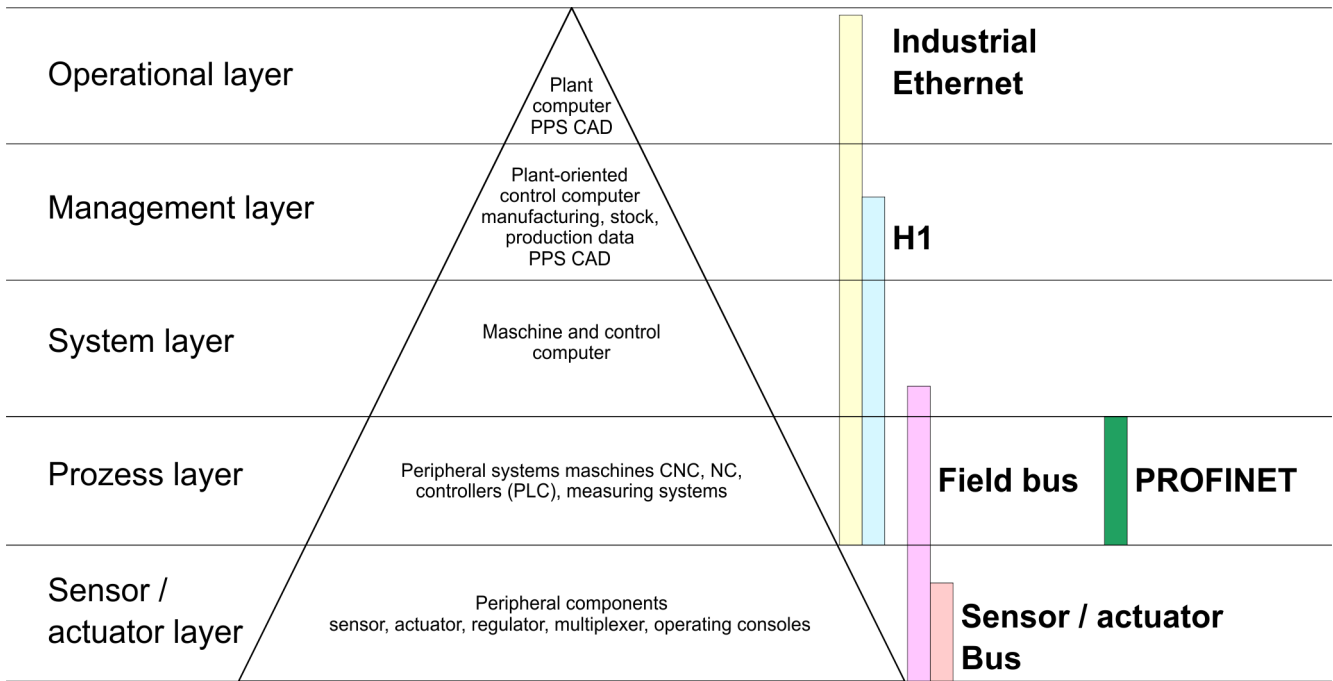 Operational layer
Plant
computer
PPS CAD
Industrial
Ethernet
Management layer
Plant-oriented
control computer
manufacturing, stock,
production data
PPS CAD
H1
System layer
Maschine and control
computer
Prozess layer
Peripheral systems maschines CNC, NC,
controllers (PLC), measuring systems
Field bus
PROFINET
Sensor /
actuator layer
Peripheral components
sensor, actuator, regulator, multiplexer, operating consoles
Sensor / actuator
Bus